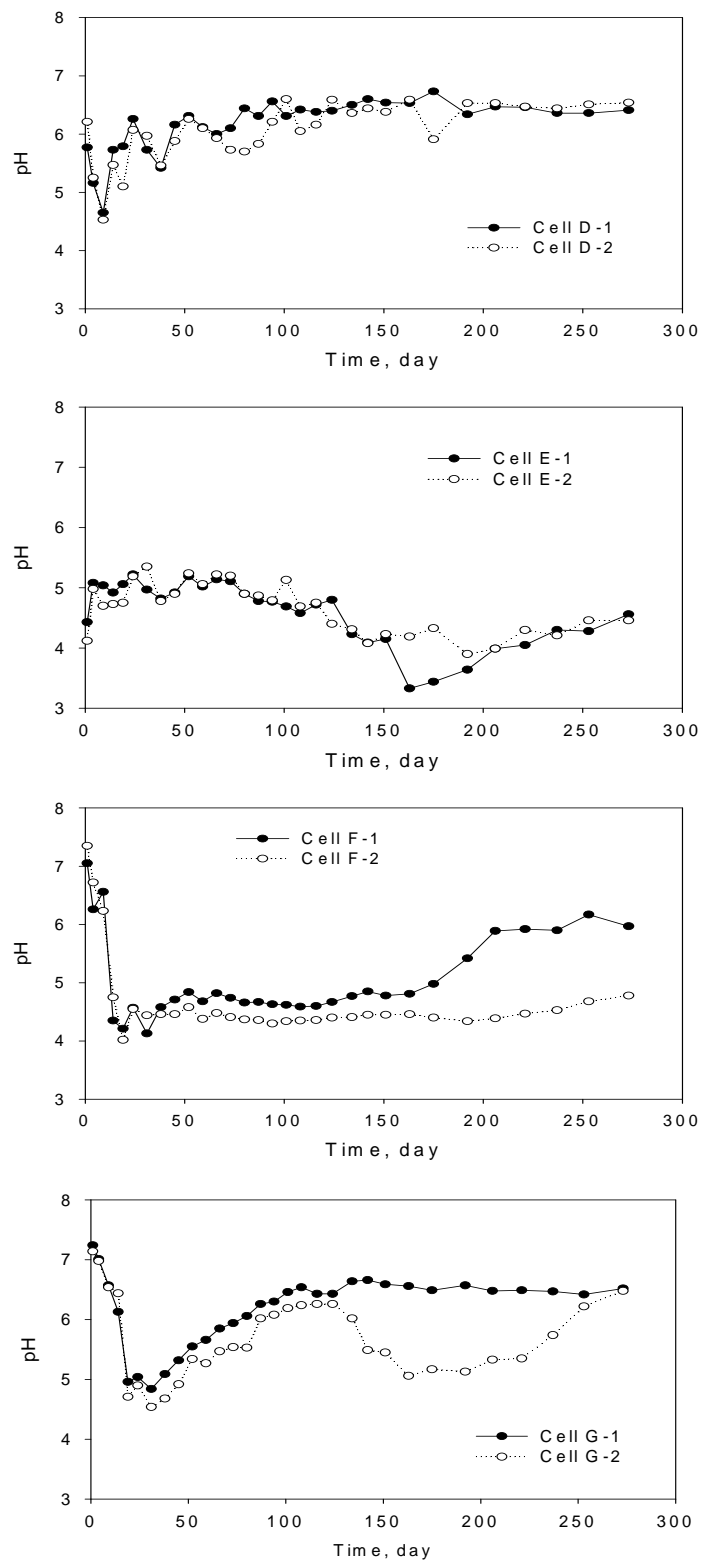 8
7
6
pH
5
4
3
Cell D-1
Cell D-2
0 50 100 150 200 250 300
Time, day
8
7
6
pH
5
4
3
Cell E-1
Cell E-2
0 50 100 150 200 250 300
Time, day
8
7
6
pH
5
4
3
Cell F-1
Cell F-2
0 50 100 150 200 250 300
Time, day
8
7
6
pH
5
4
3
Cell G-1
Cell G-2
0 50 100 150 200 250 300
Time, day